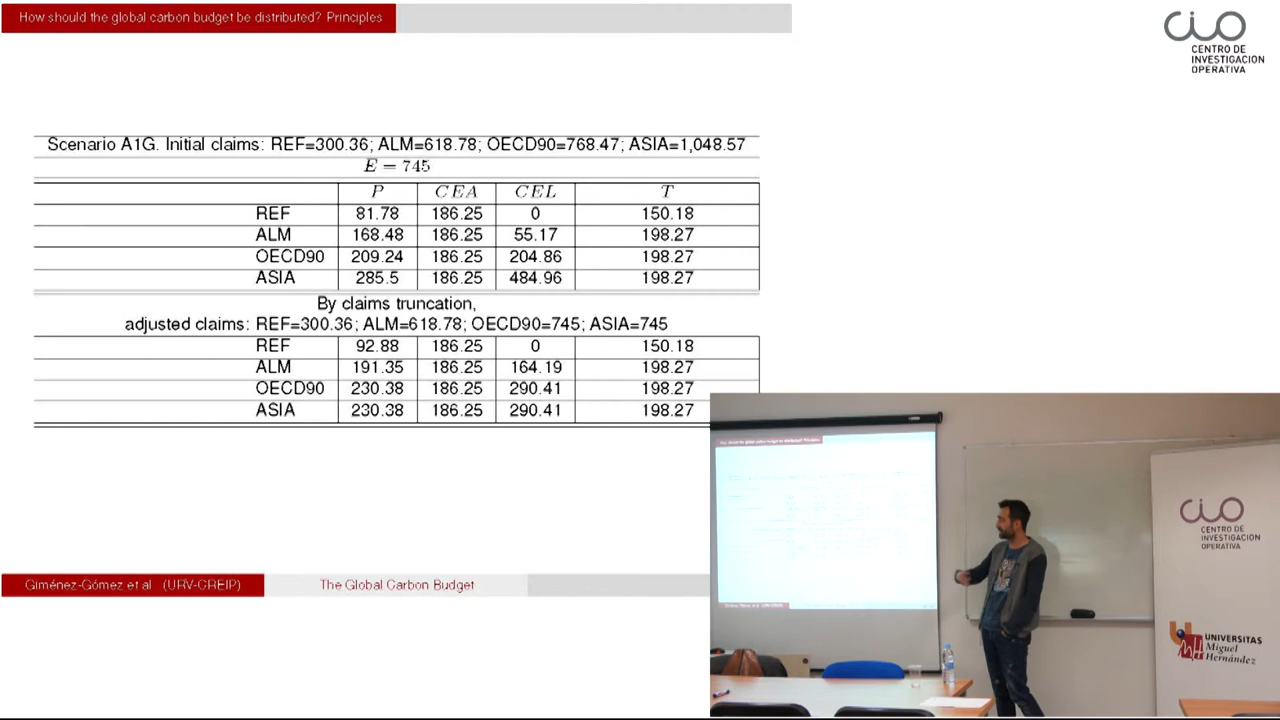 How should the global carbon budget be distributed? Principles
CIO
CENTRO DE
INVESTIGACION
OPERATIVA
Scenario A1G. Initial claims: REF=300.36; ALM=618.78; OECD90=768.47; ASIA=1,048.57
E = 745
P CEA CEL T
REF 81.78 186.25 0 150.18
ALM 168.48 186.25 55.17 198.27
OECD90 209.24 186.25 204.86 198.27
ASIA 285.5 186.25 484.96 198.27
By claims truncation,
adjusted claims: REF=300.36; ALM=618.78; OECD90=745; ASIA=745
REF 92.88 186.25 0 150.18
ALM 191.35 186.25 164.19 198.27
OECD90 230.38 186.25 290.41 198.27
ASIA 230.38 186.25 290.41 198.27
Giménez-Gómez et al (URV-CREIP) The Global Carbon Budget
CIO
CENTRO DE
INVESTIGACION
OPERATIVA
UNIVERSITAS
Miguel
Hernández